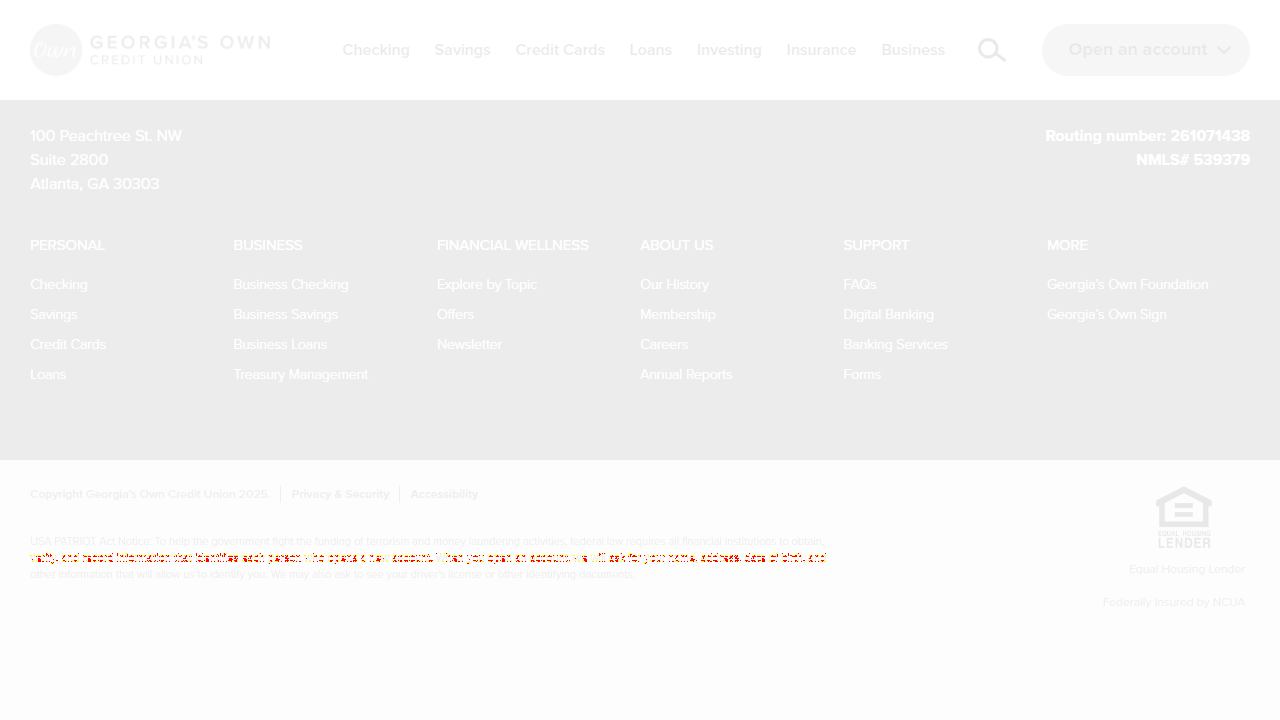 Own GEORGIA'S OWN
CREDIT UNION
Checking Savings Credit Cards Loans Investing Insurance Business Open an account
100 Peachtree St. NW
Suite 2800
Atlanta, GA 30303
Routing number: 261071438
NMLS# 539379
PERSONAL BUSINESS FINANCIAL WELLNESS ABOUT US SUPPORT MORE
Checking Business Checking Explore by Topic Our History FAQs Georgia's Own Foundation
Savings Business Savings Offers Membership Digital Banking Georgia's Own Sign
Credit Cards Business Loans Newsletter Careers Banking Services
Loans Treasury Management Annual Reports Forms
Copyright Georgia's Own Credit Union 2025 Privacy & Security Accessibility
USA PATRIOT Act Notice: To help the government fight the funding of terrorism and money laundering activities, federal law requires all financial institutions to obtain,
verify, and record information that identifies each person who opens a new account. When you open an account, we will ask for your name, address, date of birth, and
other information that will allow us to identify you. We may also ask to see your driver's license or other identifying documents.
EQUAL HOUSING
LENDER
Equal Housing Lender
Federally Insured by NCUA